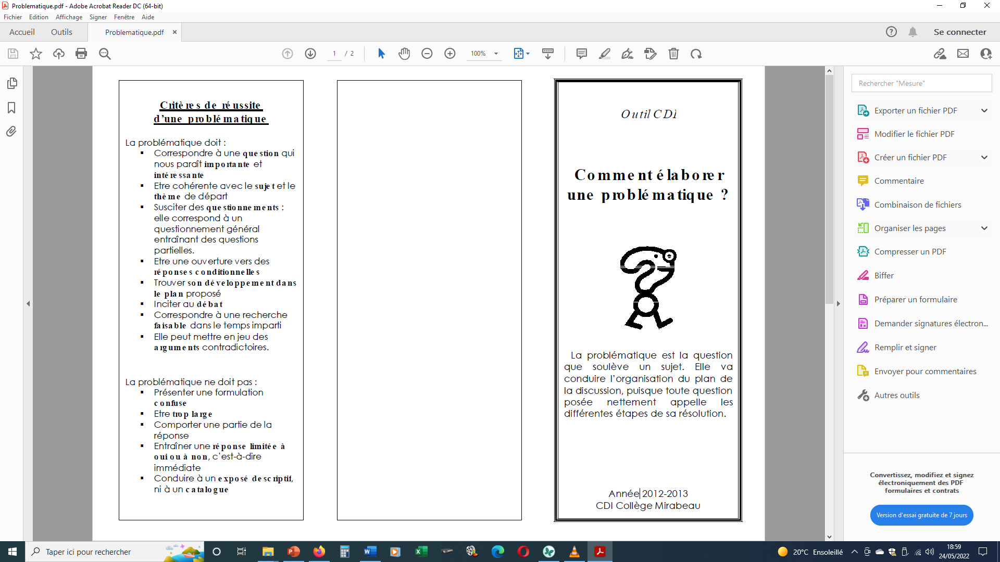 Problematique.pdf - Adobe Acrobat Reader DC (64-bit)
Fichier Edition Affichage Signer Fenêtre Aide
Accueil Outils Problematique.pdf × Se connecter
1 / 2 100%
Critères de réussite
d'une problématique
La problématique doit :
▪ Correspondre à une question qui
nous paraît importante et
intéressante
▪ Etre cohérente avec le sujet et le
thème de départ
▪ Susciter des questionnements :
elle correspond à un
questionnement général
entraînant des questions
partielles.
▪ Etre une ouverture vers des
réponses conditionnelles
▪ Trouver son développement dans
le plan proposé
▪ Inciter au débat
▪ Correspondre à une recherche
faisable dans le temps imparti
▪ Elle peut mettre en jeu des
arguments contradictoires.
La problématique ne doit pas :
▪ Présenter une formulation
confuse
▪ Etre trop large
▪ Comporter une partie de la
réponse
▪ Entraîner une réponse limitée à
oui ou à non, c'est-à-dire
immédiate
▪ Conduire à un exposé descriptif,
ni à un catalogue
Outil CDI
Comment élaborer
une problématique ?
La problématique est la question
que soulève un sujet. Elle va
conduire l'organisation du plan de
la discussion, puisque toute question
posée nettement appelle les
différentes étapes de sa résolution.
Année 2012-2013
CDI Collège Mirabeau
Rechercher "Mesure"
Exporter un fichier PDF
Modifier le fichier PDF
Créer un fichier PDF
Commentaire
Combinaison de fichiers
Organiser les pages
Compresser un PDF
Biffer
Préparer un formulaire
Demander signatures électron...
Remplir et signer
Envoyer pour commentaires
Autres outils
Convertissez, modifiez et signez
électroniquement des PDF
formulaires et contrats
Version d'essai gratuite de 7 jours
Taper ici pour rechercher
20°C Ensoleillé
18:59
24/05/2022